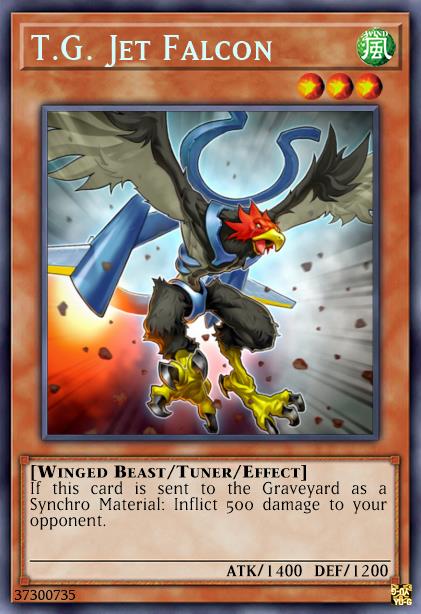 T.G. Jet Falcon
WIND
風
[Winged Beast/Tuner/Effect]
If this card is sent to the Graveyard as a
Synchro Material: Inflict 500 damage to your
opponent.
ATK/1400 DEF/1200
37300735